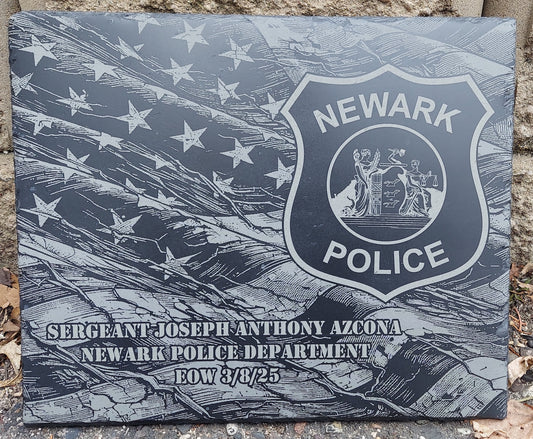 NEWARK
POLICE
SERGEANT JOSEPH ANTHONY AZCONA
NEWARK POLICE DEPARTMENT
EOW 3/8/25